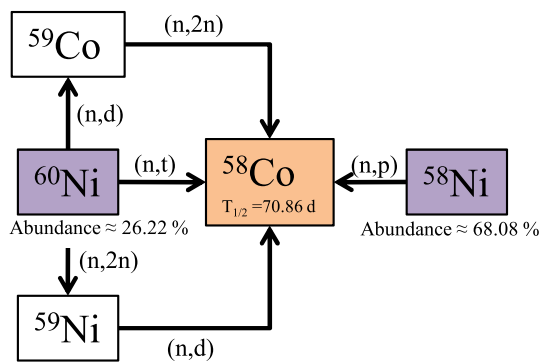 ⁵⁹Co
(n,2n)
(n,d)
⁶⁰Ni
(n,t)
⁵⁸Co
T₁/₂ =70.86 d
(n,p)
⁵⁸Ni
Abundance ≈ 26.22 %
Abundance ≈ 68.08 %
(n,2n)
⁵⁹Ni
(n,d)